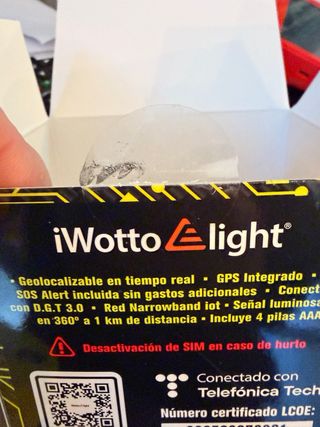 iWotto light®
• Geolocalizable en tiempo real • GPS Integrado •
SOS Alert incluida sin gastos adicionales • Conect
con D.G.T 3.0 • Red Narrowband iot • Señal luminosa
en 360° a 1 km de distancia • Incluye 4 pilas AAA
Desactivación de SIM en caso de hurto
Conectado con
Telefónica Tech
Número certificado LCOE: